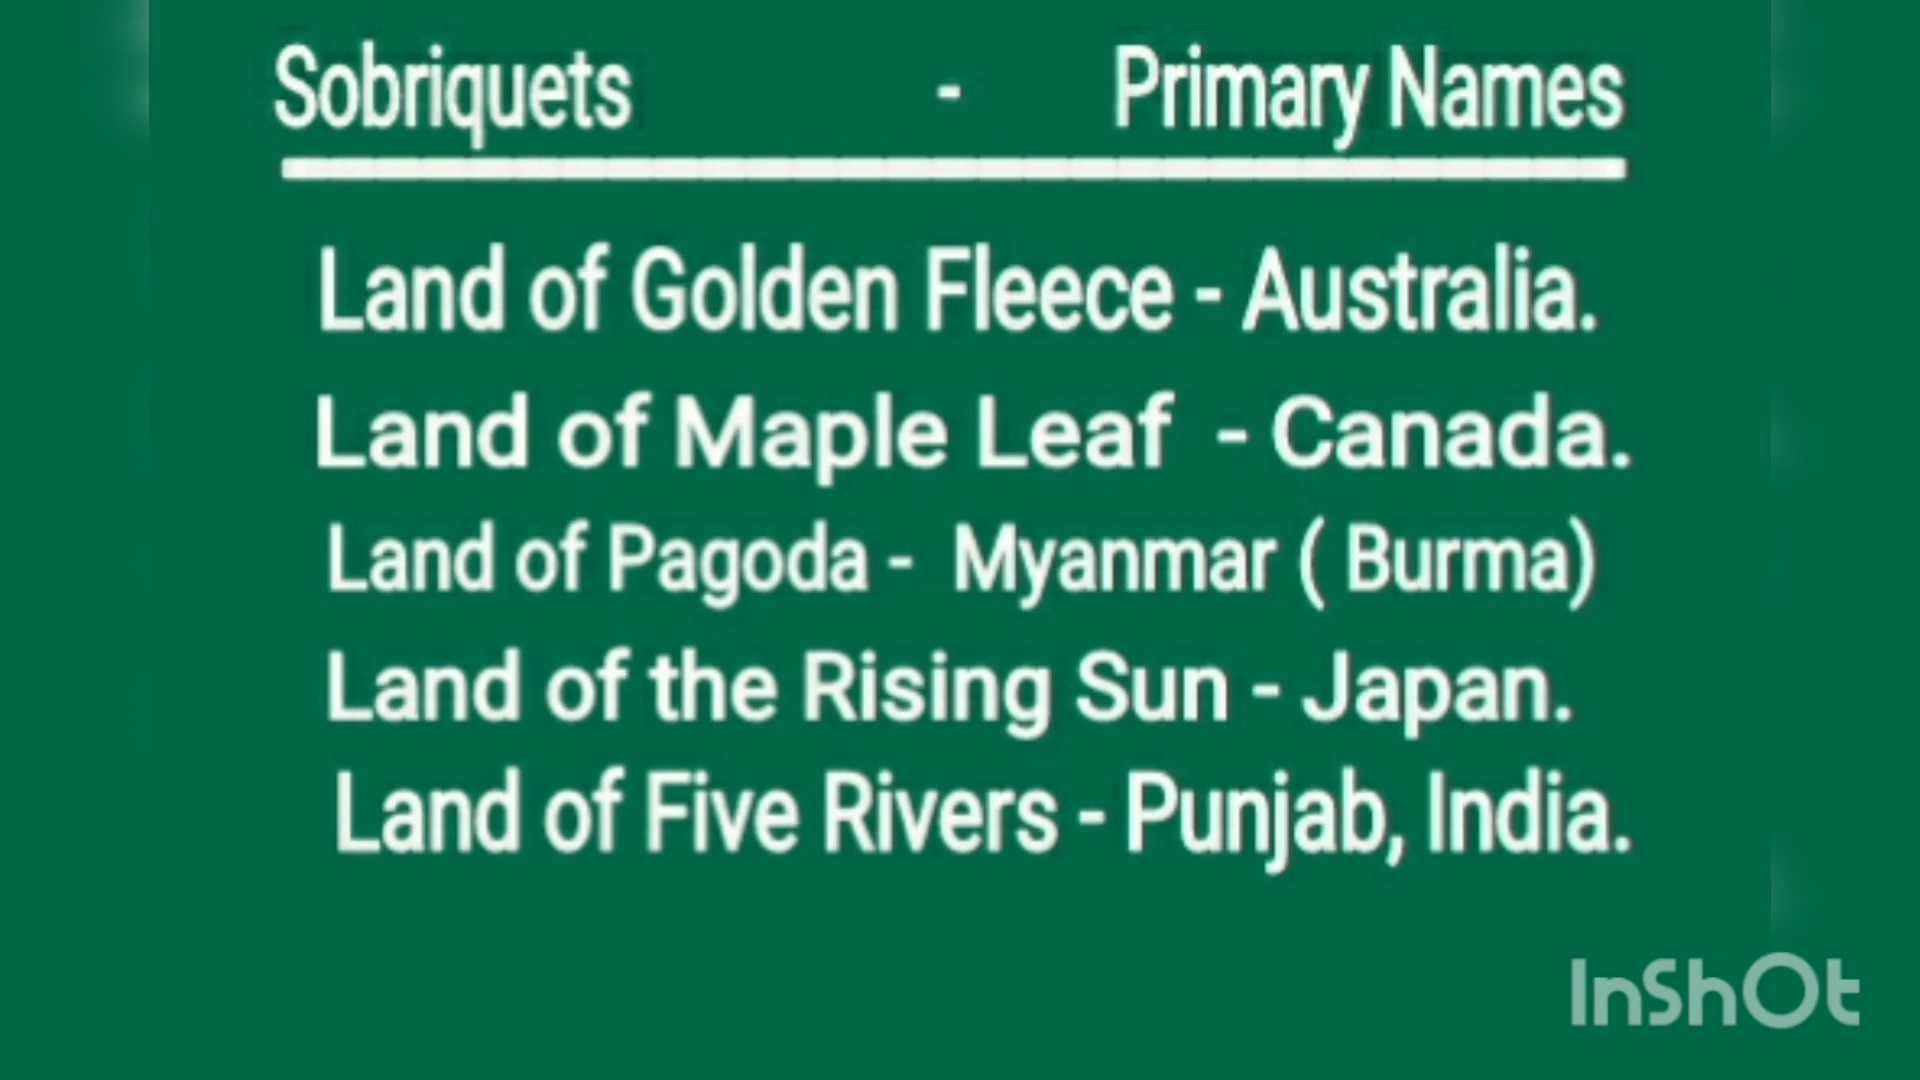 Sobriquets - Primary Names
Land of Golden Fleece - Australia.
Land of Maple Leaf - Canada.
Land of Pagoda - Myanmar ( Burma)
Land of the Rising Sun - Japan.
Land of Five Rivers - Punjab, India.
InShOt